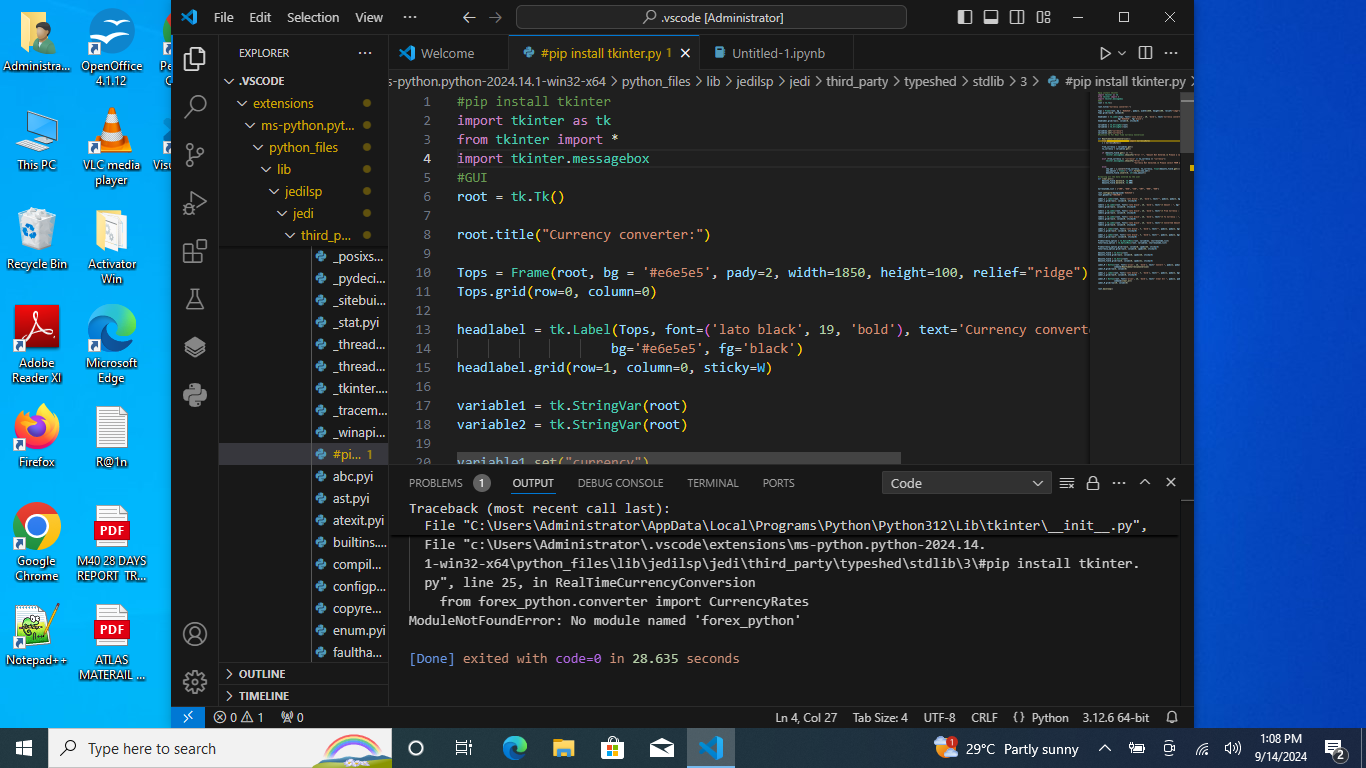 File Edit Selection View ··· .vscode [Administrator]
Administra...
OpenOffice
4.1.12
This PC
VLC media
player
Recycle Bin
Activator
Win
Adobe
Reader XI
Microsoft
Edge
Firefox
R@1n
Google
Chrome
PDF
M40 28 DAYS
REPORT TR...
Notepad++
PDF
ATLAS
MATERAIL ...
EXPLORER ···
.VSCODE
extensions
ms-python.pyt...
python_files
lib
jedilsp
jedi
third_p...
_posixs...
_pydeci...
_sitebui...
_stat.pyi
_thread...
_thread...
_tkinter....
_tracem...
_winapi...
#pi... 1
abc.pyi
ast.pyi
atexit.pyi
builtins...
compil...
configp...
copyre...
enum.pyi
faultha...
OUTLINE
TIMELINE
Welcome #pip install tkinter.py 1 Untitled-1.ipynb
s-python.python-2024.14.1-win32-x64 > python_files > lib > jedilsp > jedi > third_party > typeshed > stdlib > 3 > #pip install tkinter.py >
1 #pip install tkinter
2 import tkinter as tk
3 from tkinter import *
4 import tkinter.messagebox
5 #GUI
6 root = tk.Tk()
7
8 root.title("Currency converter:")
9
10 Tops = Frame(root, bg = '#e6e5e5', pady=2, width=1850, height=100, relief="ridge")
11 Tops.grid(row=0, column=0)
12
13 headlabel = tk.Label(Tops, font=('lato black', 19, 'bold'), text='Currency converte
14 bg='#e6e5e5', fg='black')
15 headlabel.grid(row=1, column=0, sticky=W)
16
17 variable1 = tk.StringVar(root)
18 variable2 = tk.StringVar(root)
19
20 variable1.set("currency")
PROBLEMS 1 OUTPUT DEBUG CONSOLE TERMINAL PORTS Code
Traceback (most recent call last):
File "C:\Users\Administrator\AppData\Local\Programs\Python\Python312\Lib\tkinter\__init__.py",
File "c:\Users\Administrator\.vscode\extensions\ms-python.python-2024.14.
1-win32-x64\python_files\lib\jedilsp\jedi\third_party\typeshed\stdlib\3\#pip install tkinter.
py", line 25, in RealTimeCurrencyConversion
from forex_python.converter import CurrencyRates
ModuleNotFoundError: No module named 'forex_python'
[Done] exited with code=0 in 28.635 seconds
0 1 0 Ln 4, Col 27 Tab Size: 4 UTF-8 CRLF {} Python 3.12.6 64-bit
Type here to search 1 29°C Partly sunny 1:08 PM
9/14/2024 2